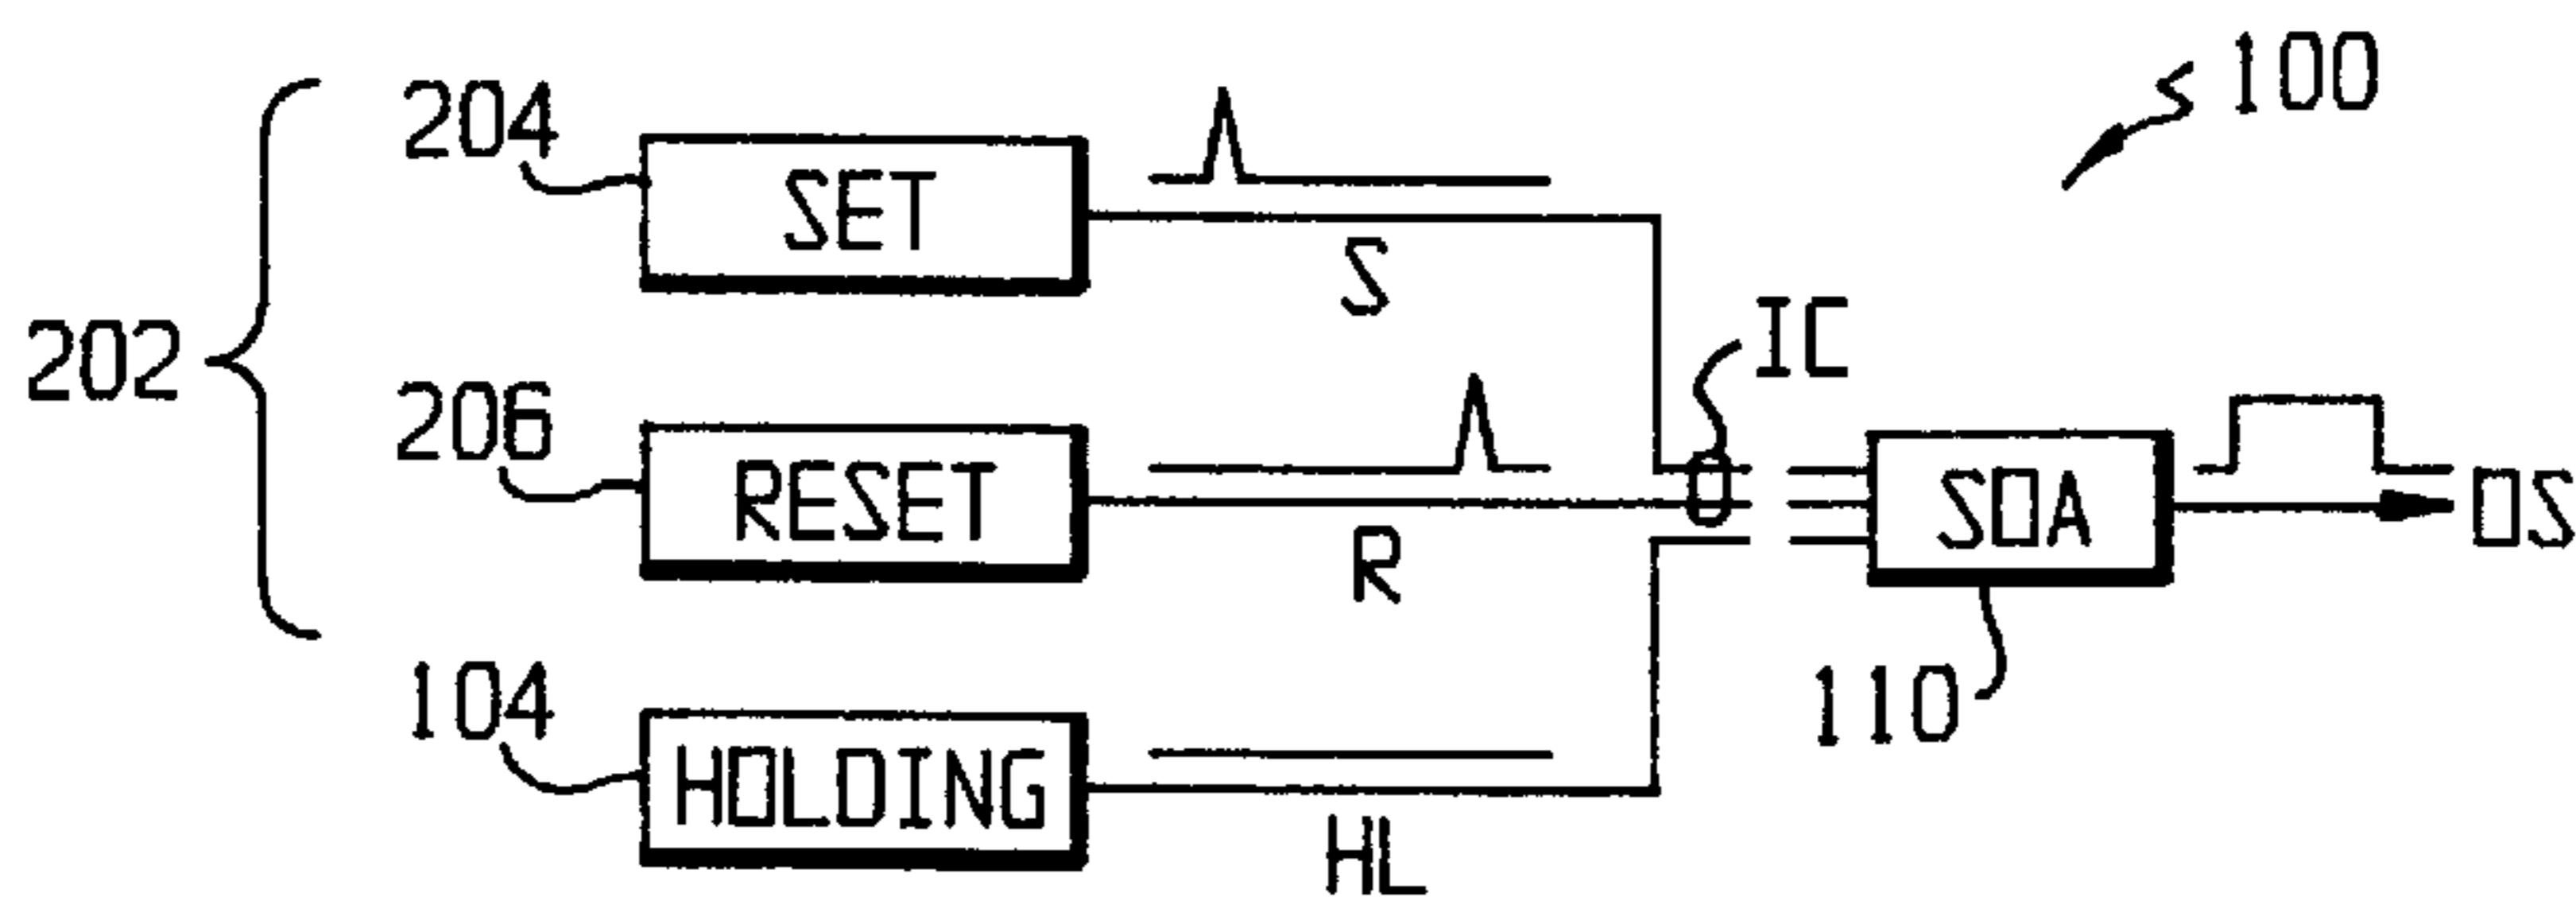 100
204
SET
S
202
IC
206
RESET
R
SOA
OS
104
HOLDING
HL
110